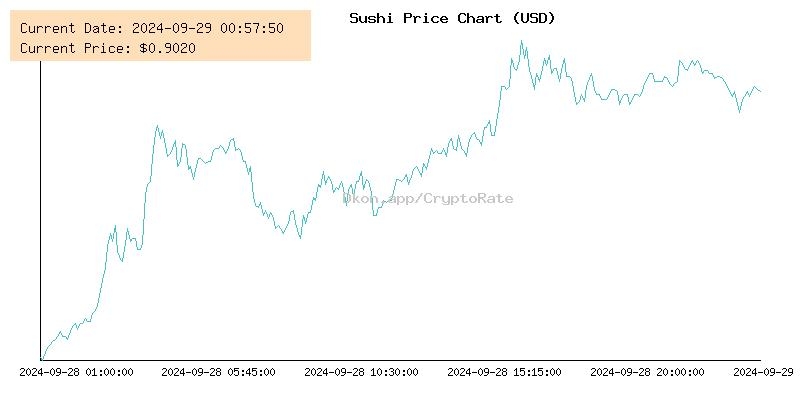 Sushi Price Chart (USD)
Current Date: 2024-09-29 00:57:50
Current Price: $0.9020
Dkon.app/CryptoRate
2024-09-28 01:00:00 2024-09-28 05:45:00 2024-09-28 10:30:00 2024-09-28 15:15:00 2024-09-28 20:00:00 2024-09-29